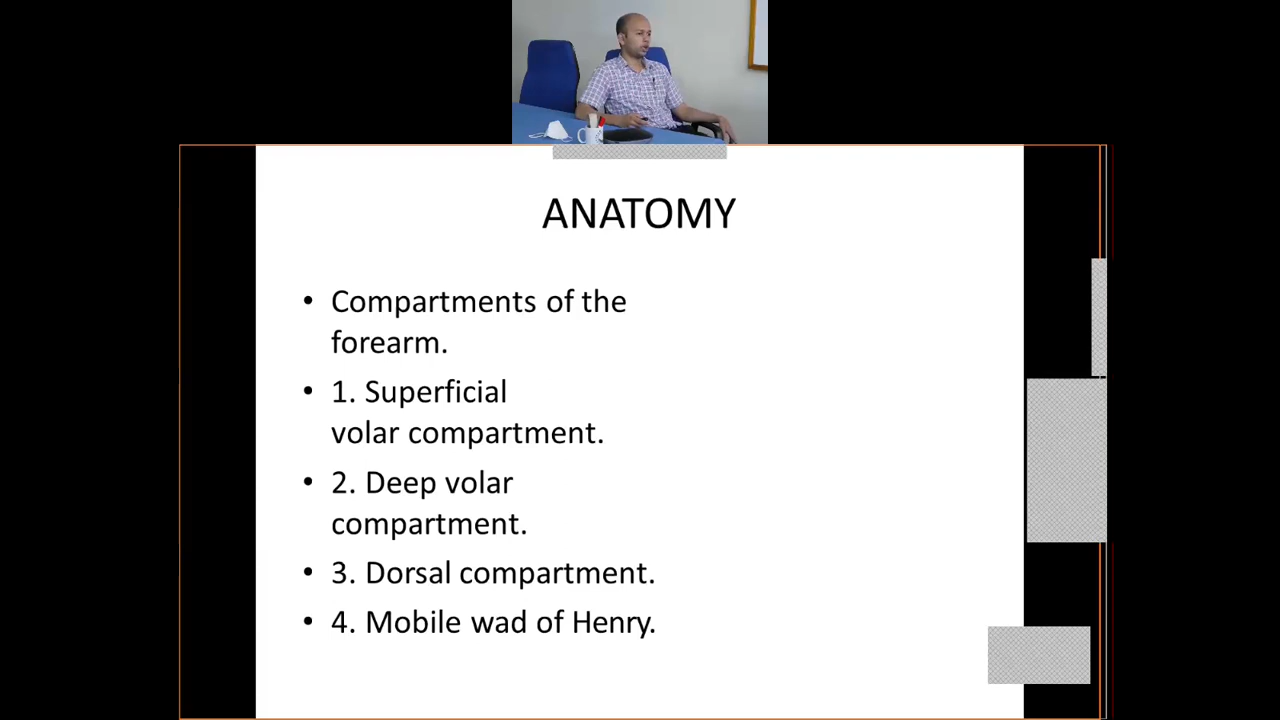 ANATOMY
• Compartments of the
forearm.
• 1. Superficial
volar compartment.
• 2. Deep volar
compartment.
• 3. Dorsal compartment.
• 4. Mobile wad of Henry.